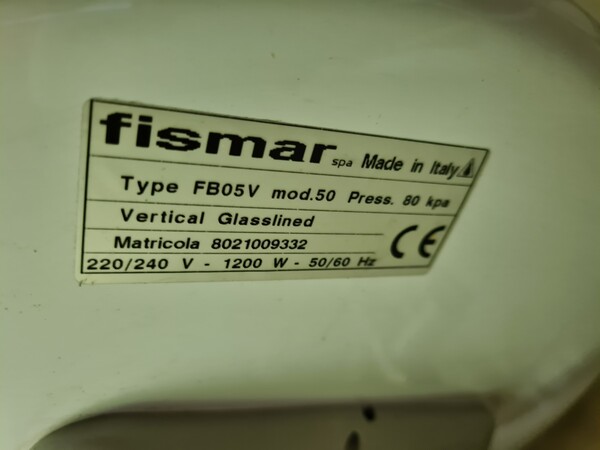 fismar spa Made in Italy
Type FB05V mod.50 Press. 80 kpa
Vertical Glasslined
Matricola 8021009332
CE
220/240 V - 1200 W - 50/60 Hz